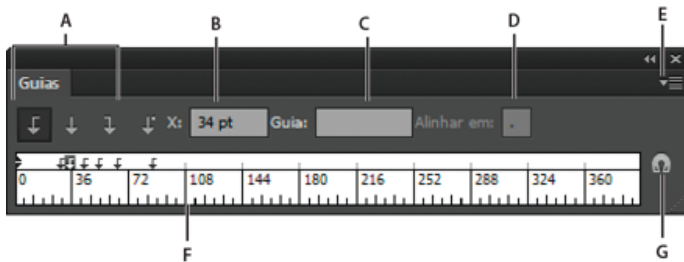 A B C D E
Guias
X: 34 pt Guia: Alinhar em: .
0 36 72 108 144 180 216 252 288 324 360
F G